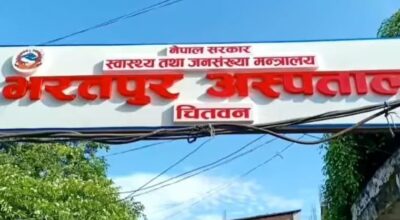 नेपाल सरकार
स्वास्थ्य तथा जनसंख्या मन्त्रालय
भरतपुर अस्पताल
चितवन